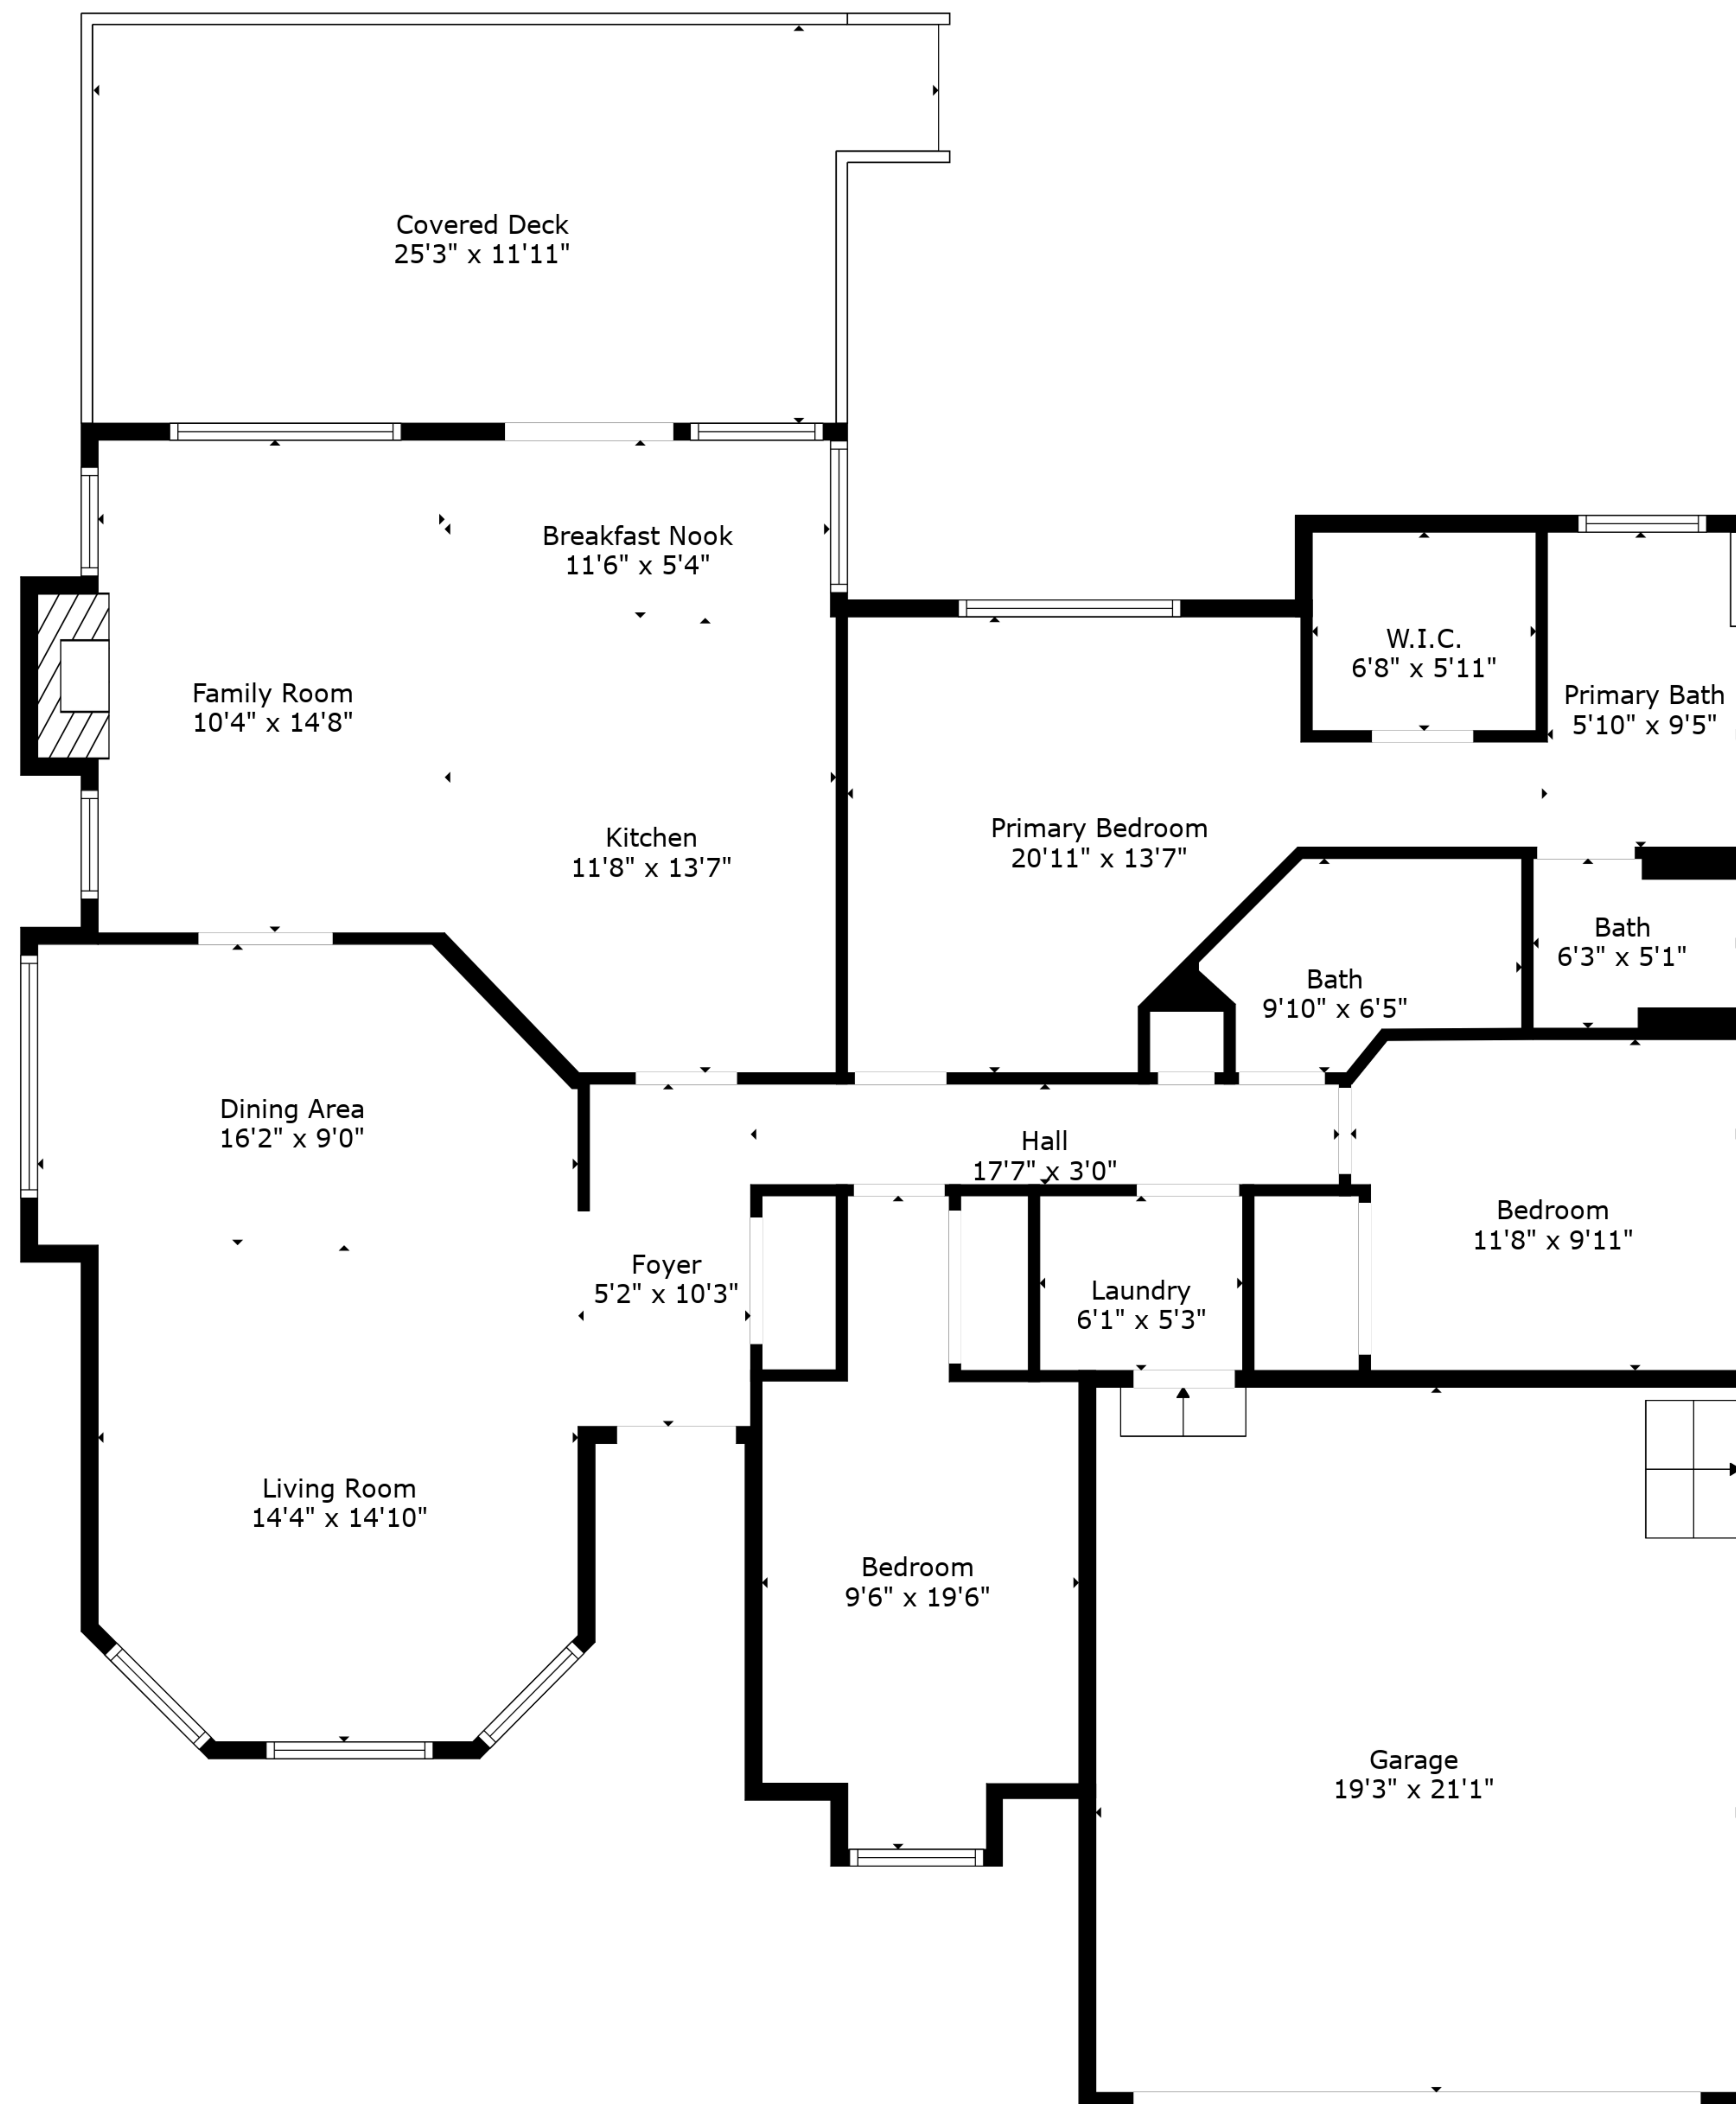 Covered Deck
25'3" x 11'11"
Breakfast Nook
11'6" x 5'4"
Family Room
10'4" x 14'8"
W.I.C.
6'8" x 5'11"
Primary Bath
5'10" x 9'5"
Kitchen
11'8" x 13'7"
Primary Bedroom
20'11" x 13'7"
Bath
6'3" x 5'1"
Bath
9'10" x 6'5"
Dining Area
16'2" x 9'0"
Hall
17'7" x 3'0"
Bedroom
11'8" x 9'11"
Foyer
5'2" x 10'3"
Laundry
6'1" x 5'3"
Living Room
14'4" x 14'10"
Bedroom
9'6" x 19'6"
Garage
19'3" x 21'1"